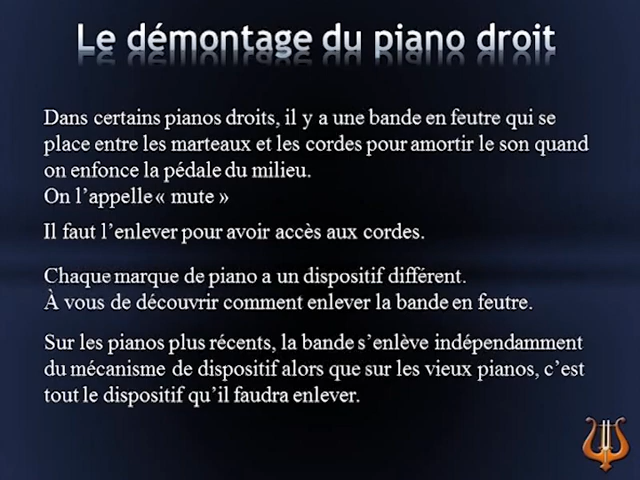 Le démontage du piano droit
Dans certains pianos droits, il y a une bande en feutre qui se
place entre les marteaux et les cordes pour amortir le son quand
on enfonce la pédale du milieu.
On l’appelle « mute »
Il faut l’enlever pour avoir accès aux cordes.
Chaque marque de piano a un dispositif différent.
À vous de découvrir comment enlever la bande en feutre.
Sur les pianos plus récents, la bande s’enlève indépendamment
du mécanisme de dispositif alors que sur les vieux pianos, c’est
tout le dispositif qu’il faudra enlever.